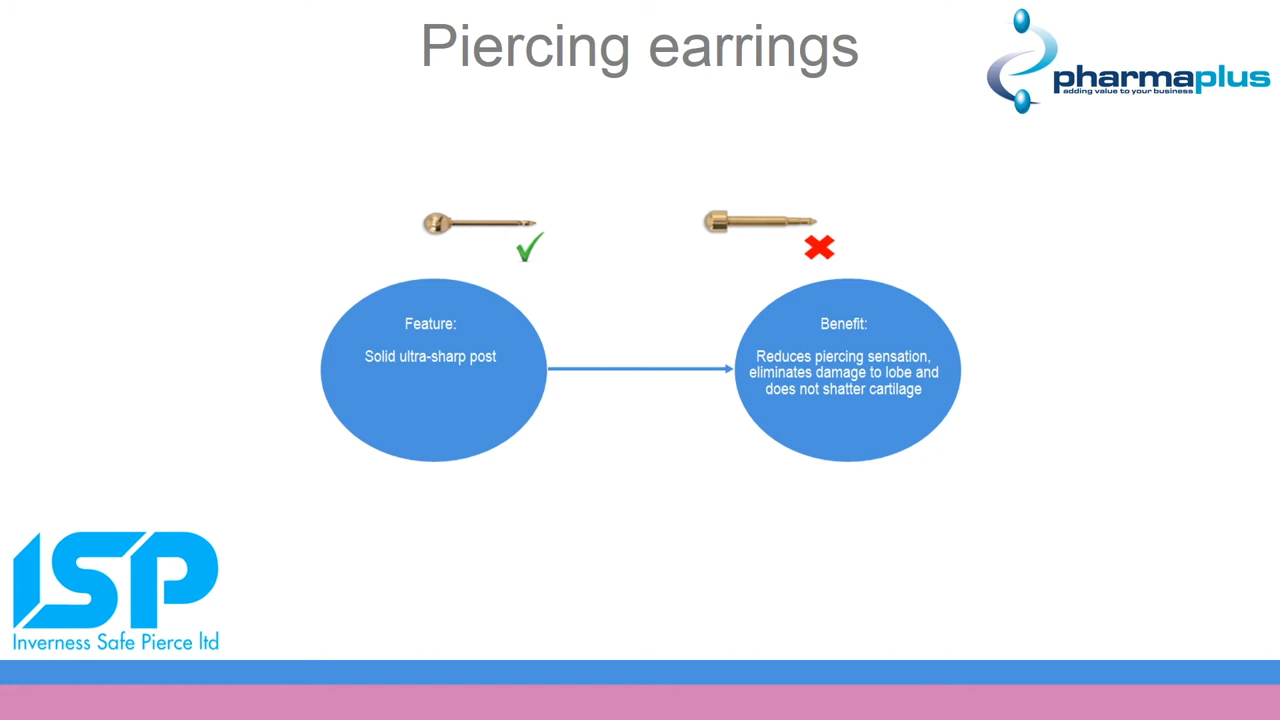 Piercing earrings
pharmaplus
adding value to your business
Feature:
Solid ultra-sharp post
Benefit:
Reduces piercing sensation,
eliminates damage to lobe and
does not shatter cartilage
ISP
Inverness Safe Pierce ltd